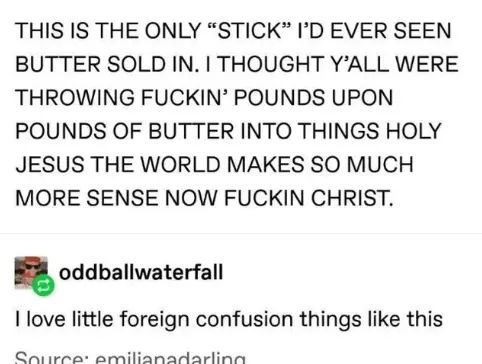 THIS IS THE ONLY “STICK” I’D EVER SEEN
BUTTER SOLD IN. I THOUGHT Y’ALL WERE
THROWING FUCKIN’ POUNDS UPON
POUNDS OF BUTTER INTO THINGS HOLY
JESUS THE WORLD MAKES SO MUCH
MORE SENSE NOW FUCKIN CHRIST.
oddballwaterfall
I love little foreign confusion things like this
Source: emilianadarling